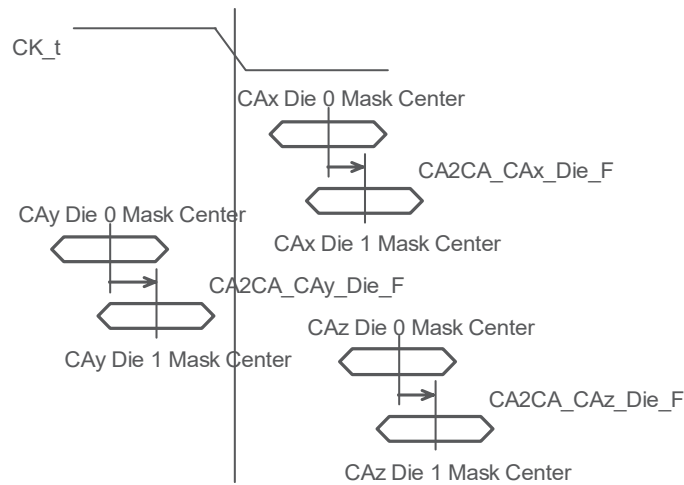 CK_t
CAx Die 0 Mask Center
CA2CA_CAx_Die_F
CAx Die 1 Mask Center
CAy Die 0 Mask Center
CA2CA_CAy_Die_F
CAy Die 1 Mask Center
CAz Die 0 Mask Center
CA2CA_CAz_Die_F
CAz Die 1 Mask Center